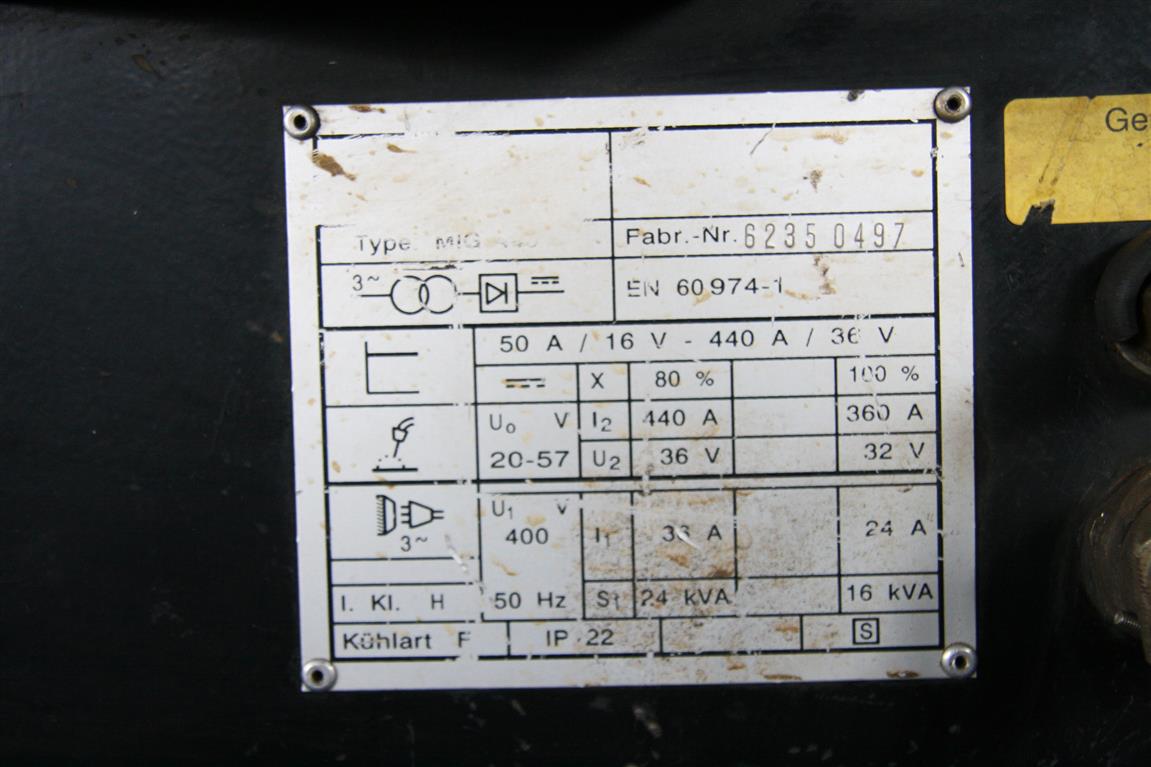 Ge
Type. MIG
Fabr.-Nr. 6235 0497
3~
EN 60974-1
50 A / 16 V - 440 A / 36 V
X 80 % 100 %
U0 V I2 440 A 360 A
20-57 U2 36 V 32 V
U1 V
400 I1 A 24 A
3~
I. Kl. H 50 Hz S1 24 kVA 16 kVA
Kühlart F IP 22 S